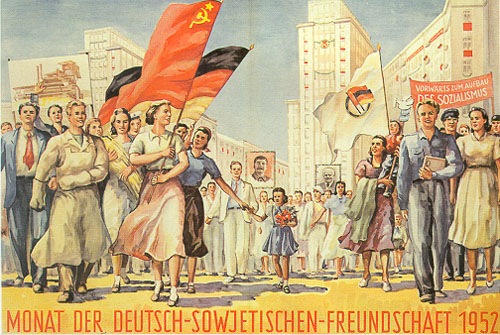 VORWÄRTS ZUM AUFBAU
DES SOZIALISMUS
MONAT DER DEUTSCH-SOWJETISCHEN-FREUNDSCHAFT 1952